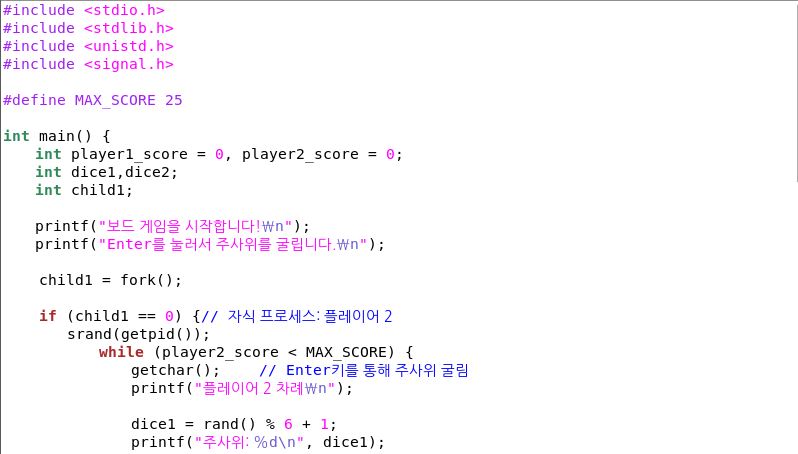 #include <stdio.h>
#include <stdlib.h>
#include <unistd.h>
#include <signal.h>
#define MAX_SCORE 25
int main() {
int player1_score = 0, player2_score = 0;
int dice1,dice2;
int child1;
printf("보드 게임을 시작합니다!₩n");
printf("Enter를 눌러서 주사위를 굴립니다.₩n");
child1 = fork();
if (child1 == 0) {// 자식 프로세스: 플레이어 2
srand(getpid());
while (player2_score < MAX_SCORE) {
getchar(); // Enter키를 통해 주사위 굴림
printf("플레이어 2 차례₩n");
dice1 = rand() % 6 + 1;
printf("주사위: %d\n", dice1);